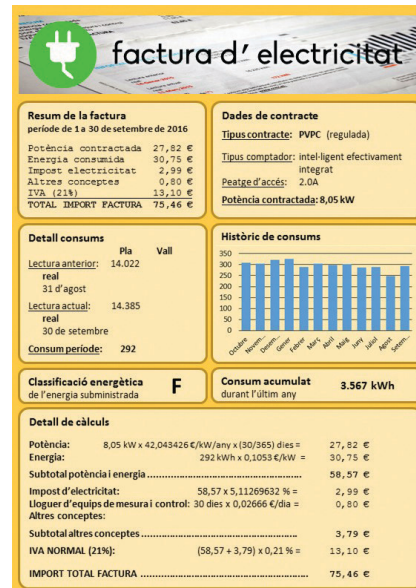 factura d' electricitat
Resum de la factura
període de 1 a 30 de setembre de 2016
Potència contractada 27,82 €
Energia consumida 30,75 €
Impost electricitat 2,99 €
Altres conceptes 0,80 €
IVA (21%) 13,10 €
TOTAL IMPORT FACTURA 75,46 €
Dades de contracte
Tipus contracte: PVPC (regulada)
Tipus comptador: intel·ligent efectivament
integrat
Peatge d'accés: 2.0A
Potència contractada: 8,05 kW
Detall consums
Pla Vall
Lectura anterior: 14.022
real
31 d'agost
Lectura actual: 14.385
real
30 de setembre
Consum període: 292
Històric de consums
350
300
250
200
150
100
50
0
Octubre Novem... Desem... Gener Febrer Març Abril Maig Juny Juliol Agost Setem...
Classificació energètica
de l'energia subministrada
F
Consum acumulat
durant l'últim any
3.567 kWh
Detall de càlculs
Potència: 8,05 kW x 42,043426 €/kW/any x (30/365) dies = 27,82 €
Energia: 292 kWh x 0,1053 €/kW = 30,75 €
Subtotal potència i energia ........................................ 58,57 €
Impost d'electricitat: 58,57 x 5,11269632 % = 2,99 €
Lloguer d'equips de mesura i control: 30 dies x 0,02666 €/dia = 0,80 €
Altres conceptes:
Subtotal altres conceptes ........................................ 3,79 €
IVA NORMAL (21%): (58,57 + 3,79) x 0,21 % = 13,10 €
IMPORT TOTAL FACTURA ........................................ 75,46 €